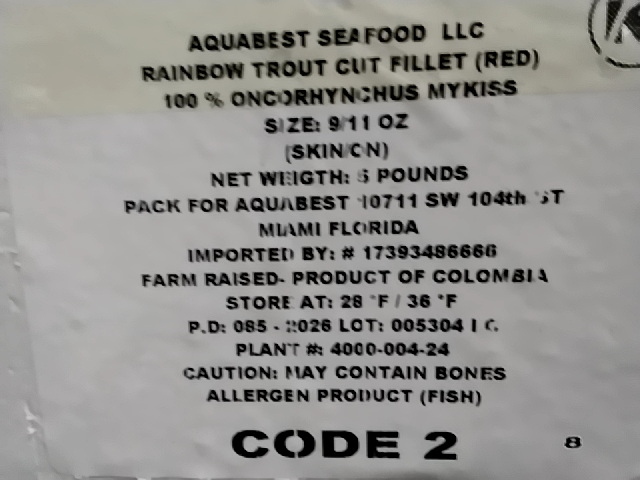 AQUABEST SEAFOOD LLC
RAINBOW TROUT CUT FILLET (RED)
100 % ONCORHYNCHUS MYKISS
SIZE: 9/11 OZ
(SKIN/ON)
NET WEIGTH: POUNDS
PACK FOR AQUABEST 10711 SW 104th ST
MIAMI FLORIDA
IMPORTED BY: # 17393486666
FARM RAISED- PRODUCT OF COLOMBIA
STORE AT: 28 °F / 36 °F
P.D: 085 - 2026 LOT: 005304
PLANT #: 4000-004-24
CAUTION: MAY CONTAIN BONES
ALLERGEN PRODUCT (FISH)
CODE 2 8